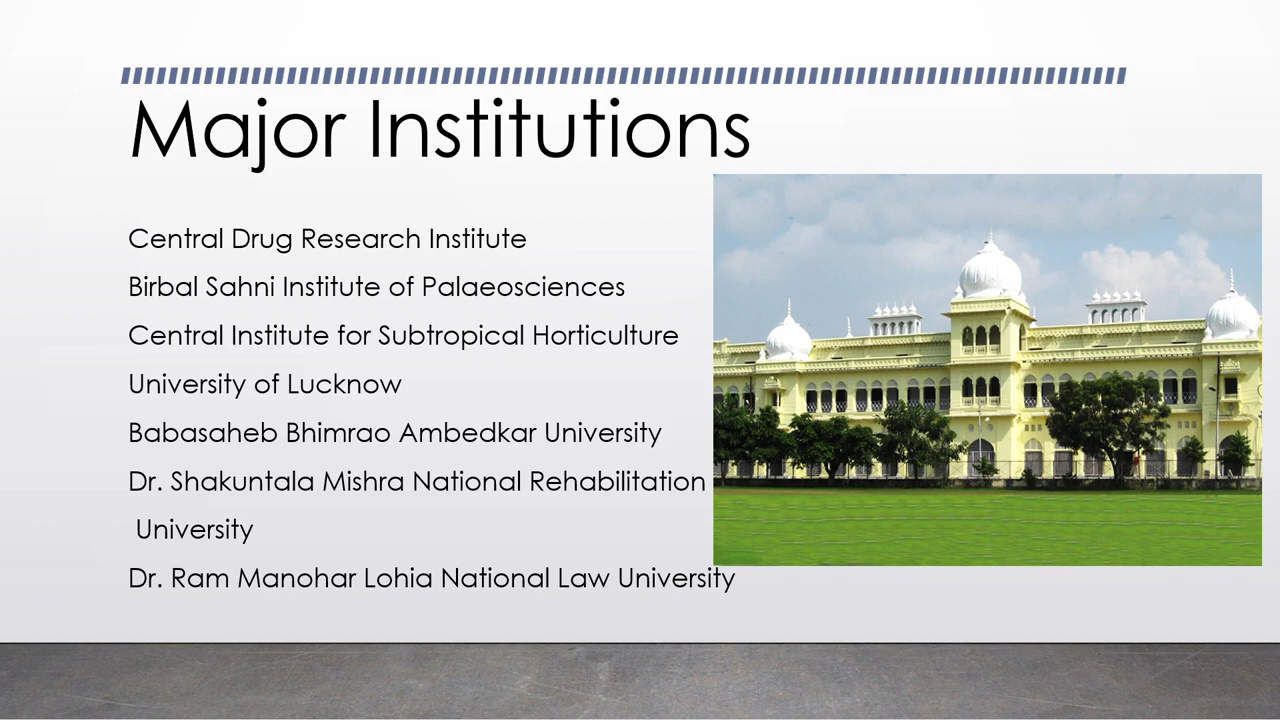 Major Institutions
Central Drug Research Institute
Birbal Sahni Institute of Palaeosciences
Central Institute for Subtropical Horticulture
University of Lucknow
Babasaheb Bhimrao Ambedkar University
Dr. Shakuntala Mishra National Rehabilitation
University
Dr. Ram Manohar Lohia National Law University